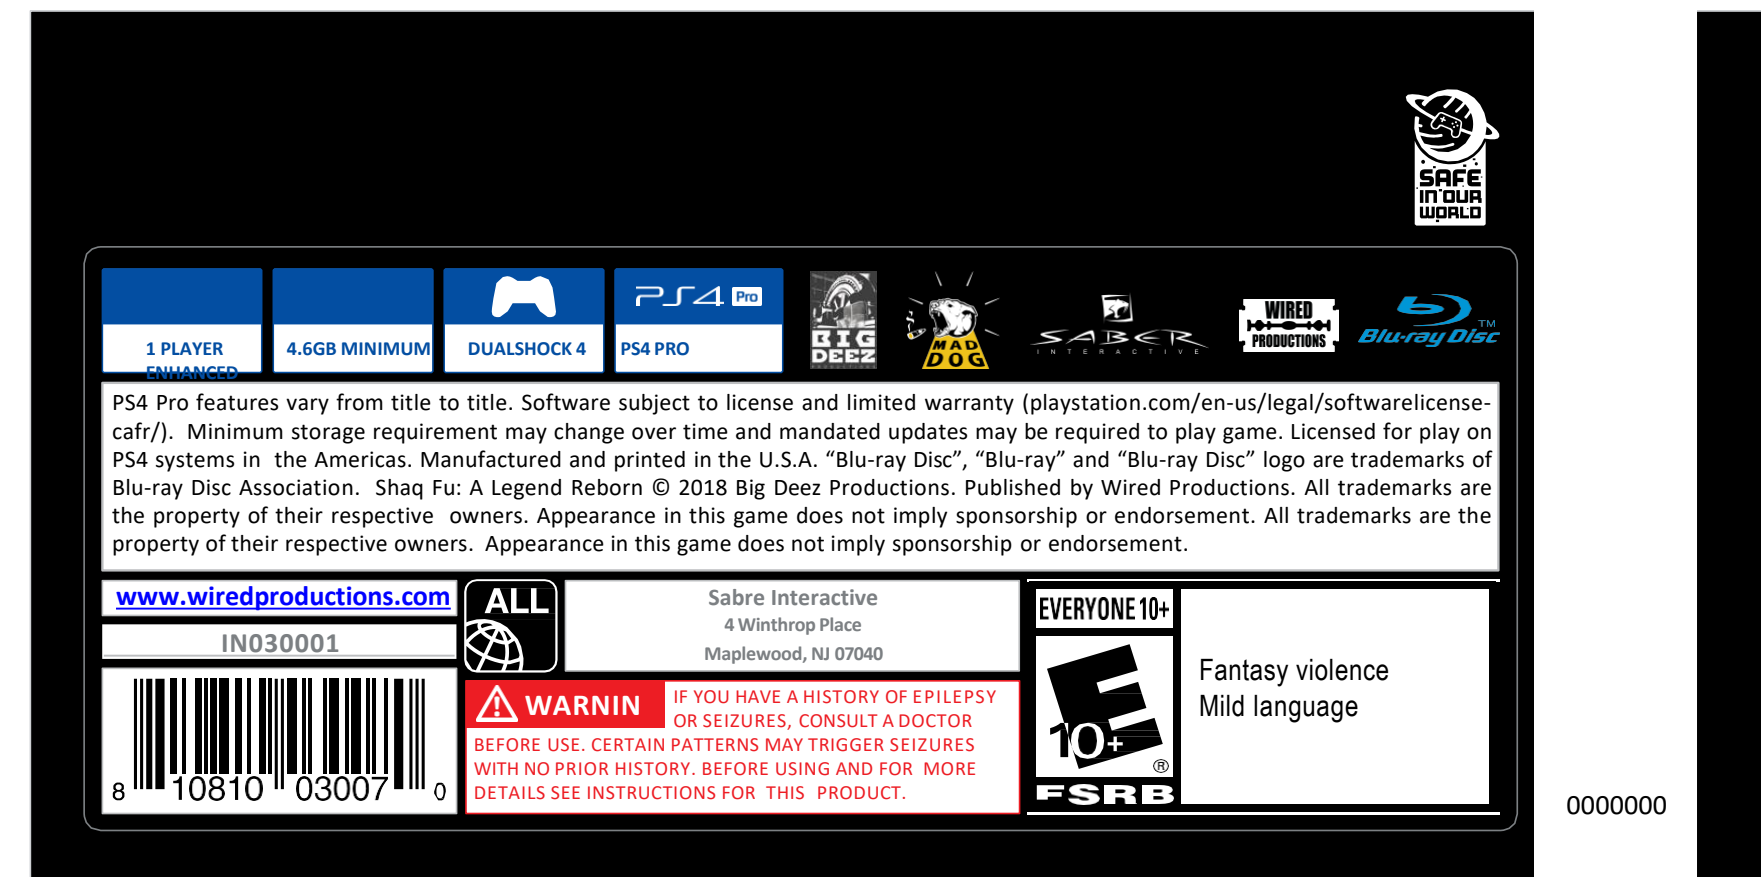 SAFE
IN OUR
WORLD
1 PLAYER
ENHANCED
4.6GB MINIMUM
DUALSHOCK 4
PS4 Pro
PS4 PRO
BIG
DEEZ
PRODUCTIONS
MAD
DOG
SABER
INTERACTIVE
WIRED
PRODUCTIONS
Blu-ray Disc™
PS4 Pro features vary from title to title. Software subject to license and limited warranty (playstation.com/en-us/legal/softwarelicense-
cafr/). Minimum storage requirement may change over time and mandated updates may be required to play game. Licensed for play on
PS4 systems in the Americas. Manufactured and printed in the U.S.A. “Blu-ray Disc”, “Blu-ray” and “Blu-ray Disc” logo are trademarks of
Blu-ray Disc Association. Shaq Fu: A Legend Reborn © 2018 Big Deez Productions. Published by Wired Productions. All trademarks are
the property of their respective owners. Appearance in this game does not imply sponsorship or endorsement. All trademarks are the
property of their respective owners. Appearance in this game does not imply sponsorship or endorsement.
www.wiredproductions.com
IN030001
8 10810 03007 0
ALL
Sabre Interactive
4 Winthrop Place
Maplewood, NJ 07040
WARNIN IF YOU HAVE A HISTORY OF EPILEPSY
OR SEIZURES, CONSULT A DOCTOR
BEFORE USE. CERTAIN PATTERNS MAY TRIGGER SEIZURES
WITH NO PRIOR HISTORY. BEFORE USING AND FOR MORE
DETAILS SEE INSTRUCTIONS FOR THIS PRODUCT.
EVERYONE 10+
E
10+
®
ESRB
Fantasy violence
Mild language
0000000